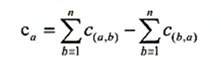 $$c_a = \sum_{b=1}^{n} c_{(a,b)} - \sum_{b=1}^{n} c_{(b,a)}$$